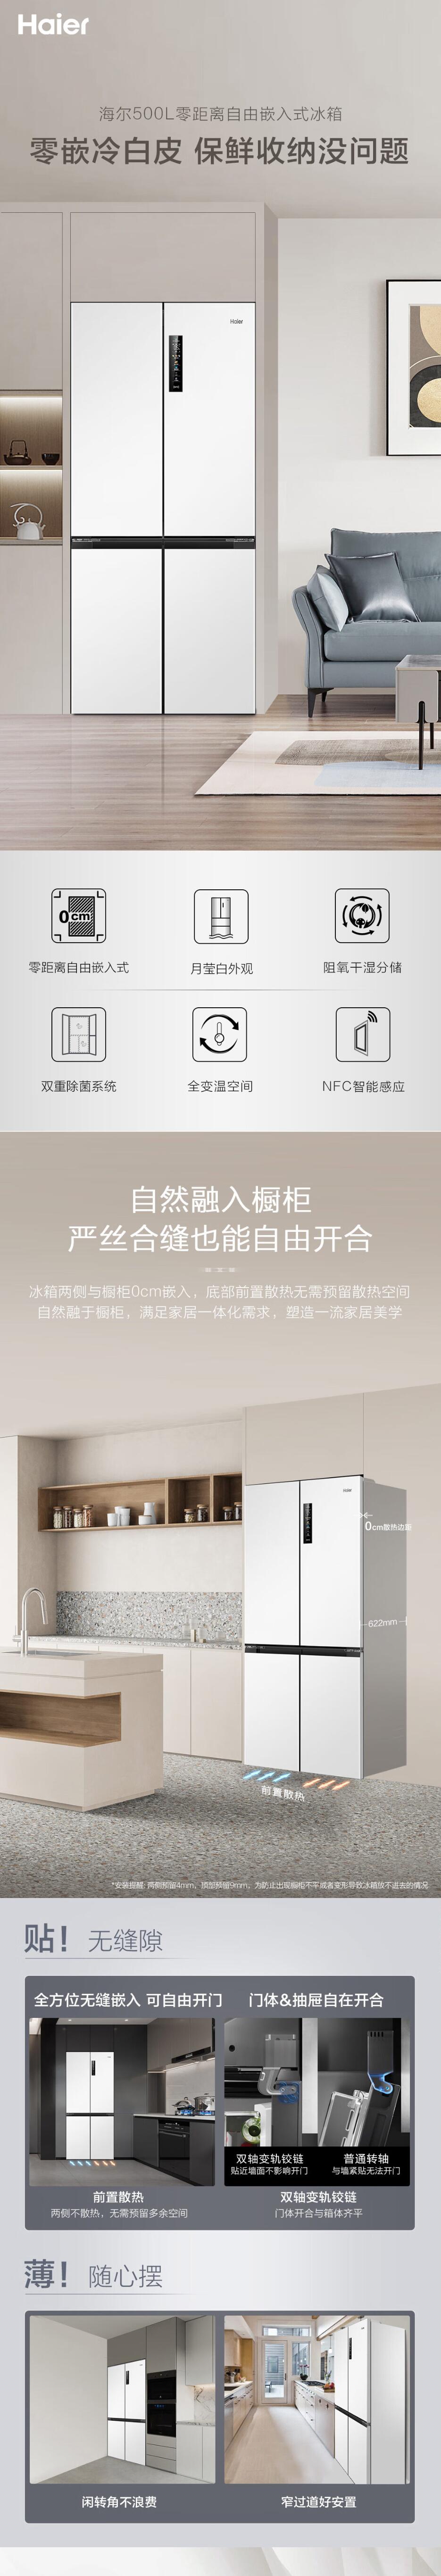 Haier
海尔500L零距离自由嵌入式冰箱
零嵌冷白皮 保鲜收纳没问题
Haier
0cm
零距离自由嵌入式
月莹白外观
阻氧干湿分储
双重除菌系统
全变温空间
NFC智能感应
自然融入橱柜
严丝合缝也能自由开合
冰箱两侧与橱柜0cm嵌入，底部前置散热无需预留散热空间
自然融于橱柜，满足家居一体化需求，塑造一流家居美学
Haier
0cm散热边距
622mm
前置散热
*安装提醒: 两侧预留4mm，顶部预留9mm，为防止出现橱柜不平或者变形导致冰箱放不进去的情况
贴！无缝隙
全方位无缝嵌入 可自由开门
门体&抽屉自在开合
双轴变轨铰链
贴近墙面不影响开门
普通转轴
与墙紧贴无法开门
前置散热
两侧不散热，无需预留多余空间
双轴变轨铰链
门体开合与箱体齐平
薄！随心摆
闲转角不浪费
窄过道好安置